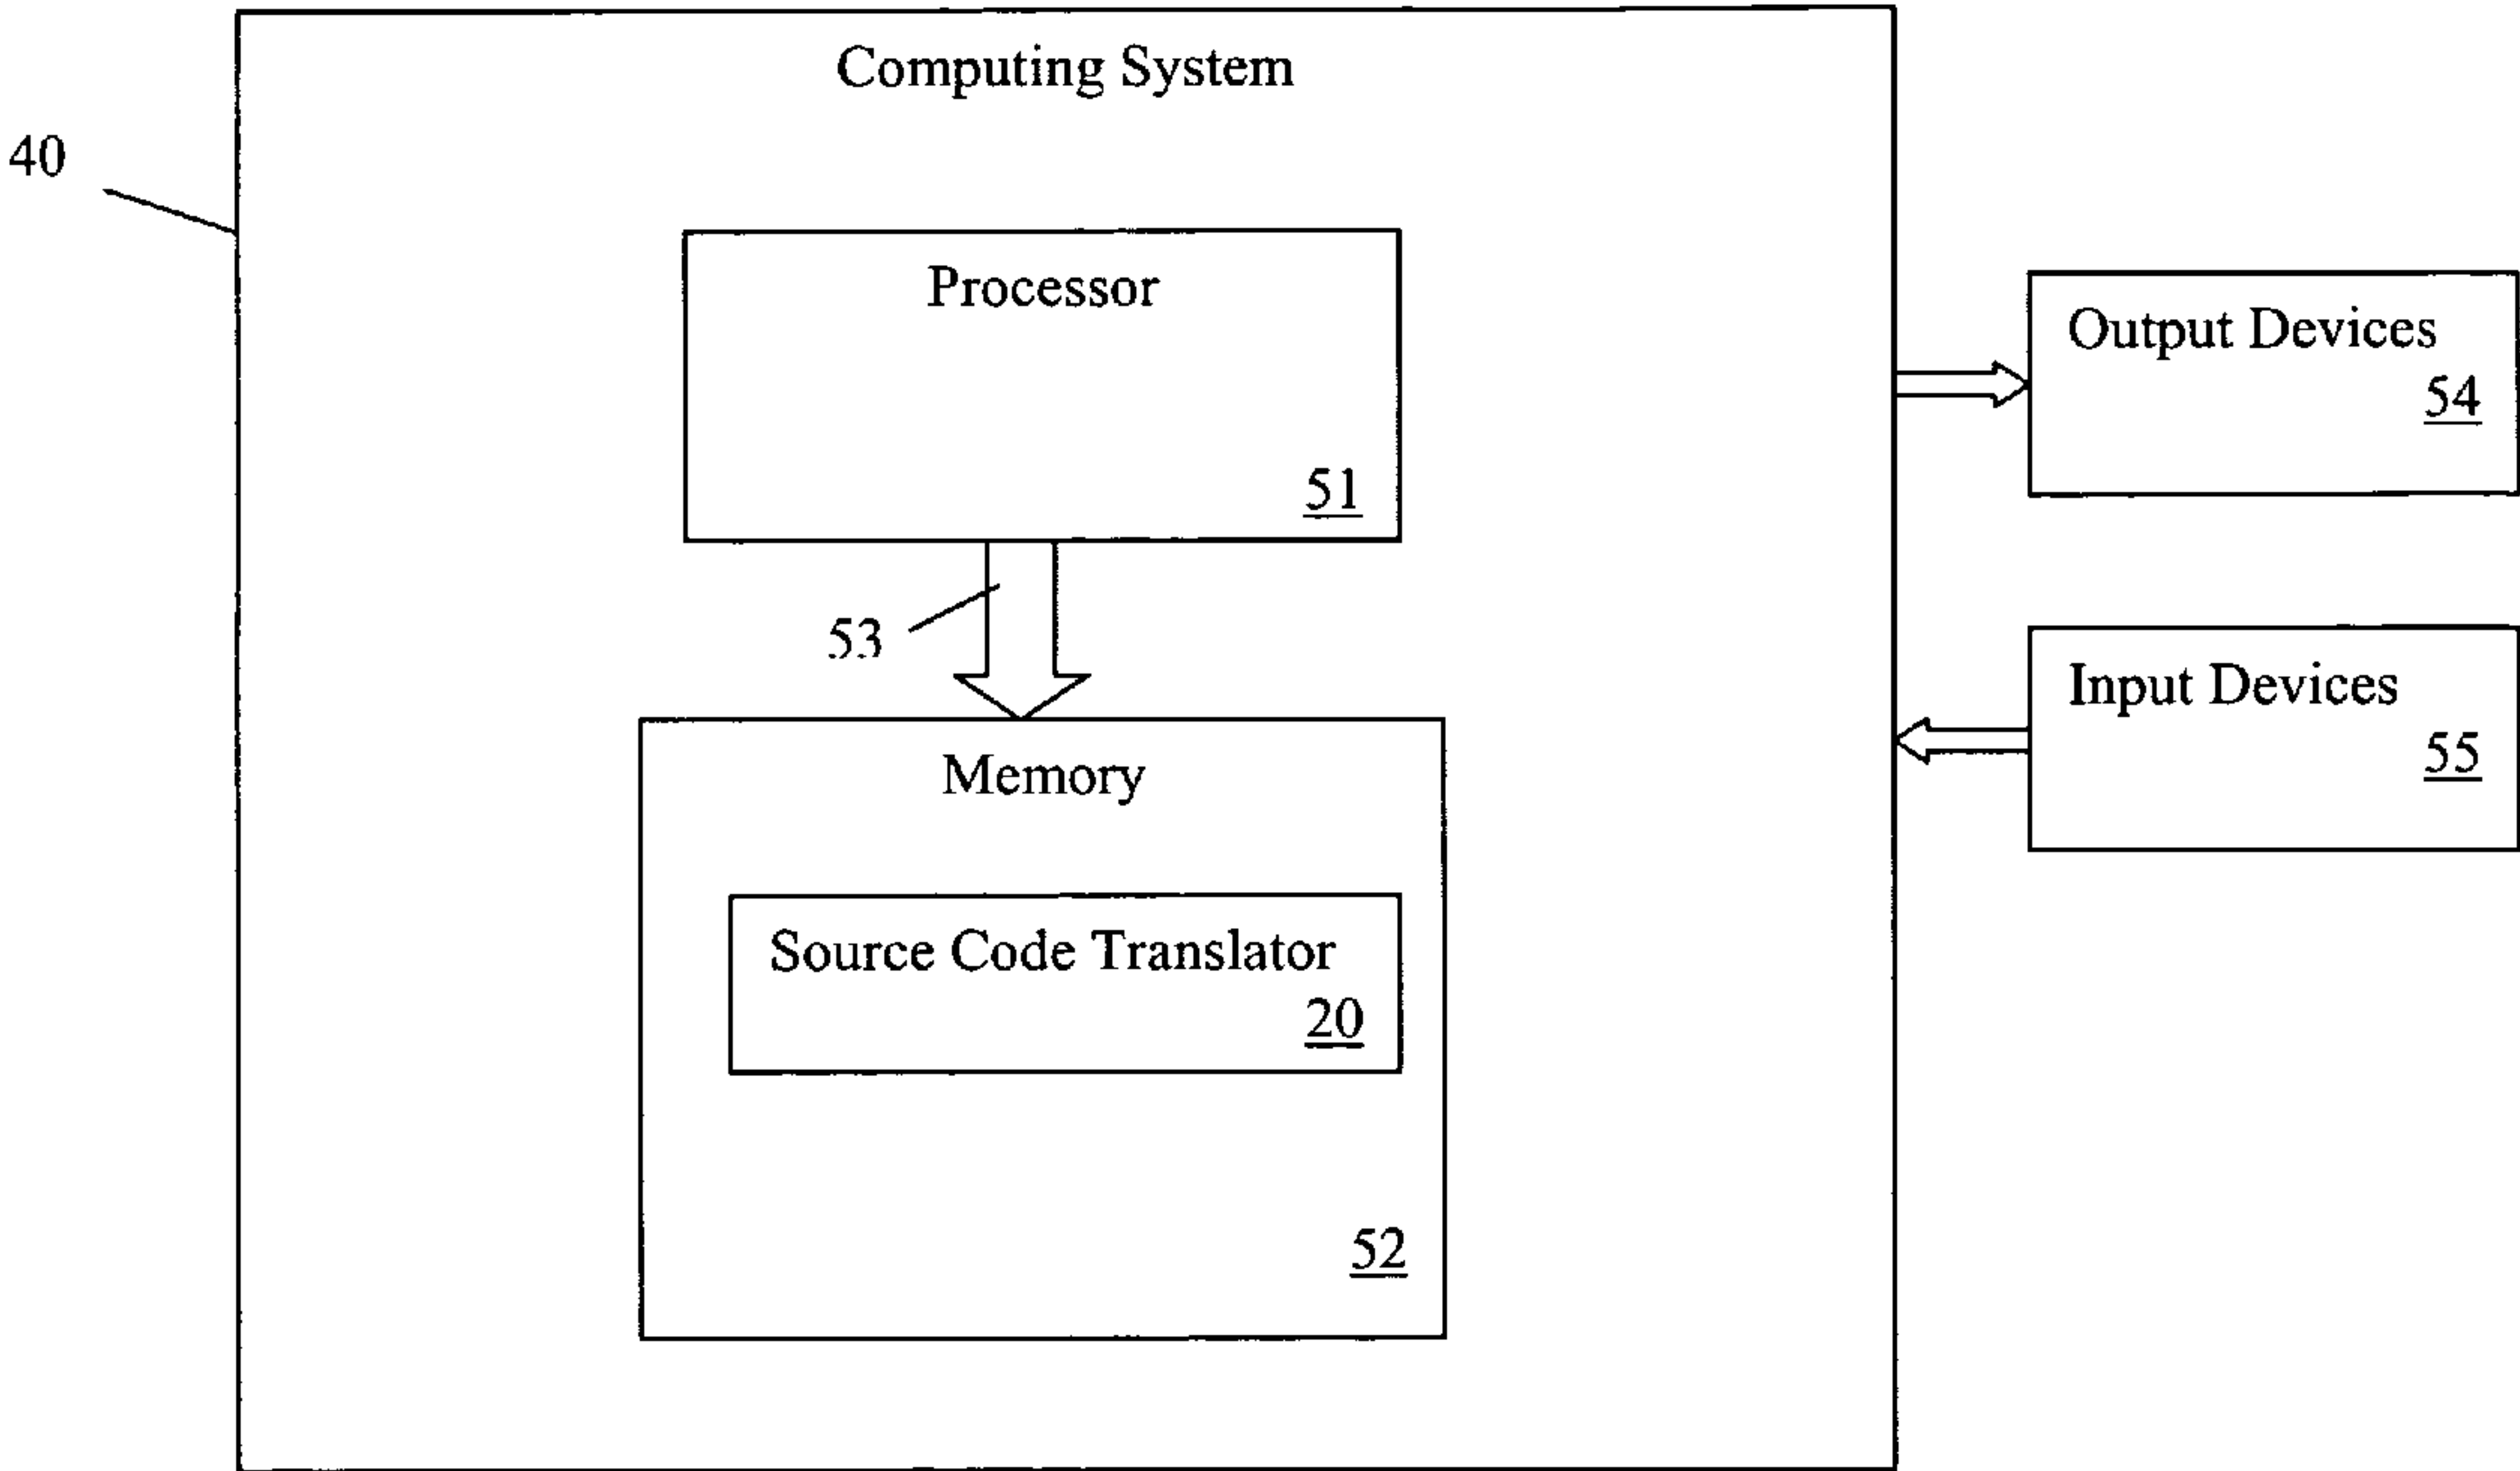 Computing System
40
Processor
51
53
Memory
Source Code Translator
20
52
Output Devices
54
Input Devices
55